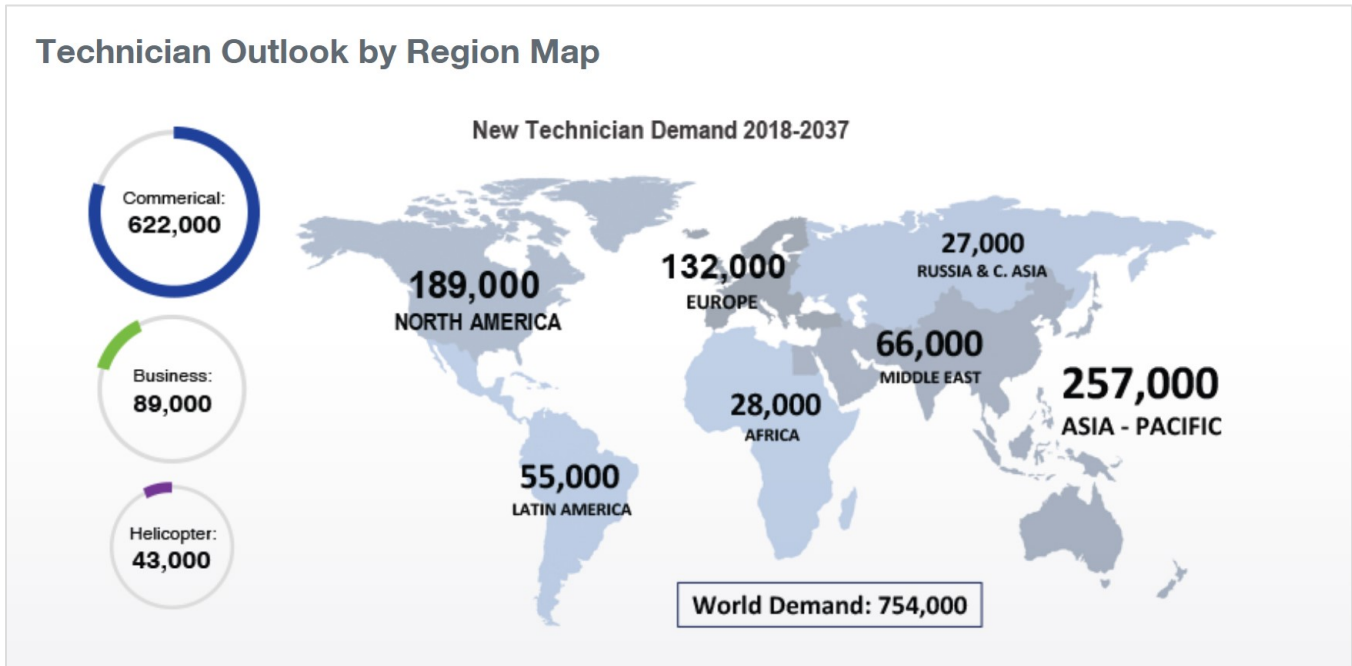 Technician Outlook by Region Map
New Technician Demand 2018-2037
Commerical:
622,000
Business:
89,000
Helicopter:
43,000
189,000
NORTH AMERICA
132,000
EUROPE
27,000
RUSSIA & C. ASIA
66,000
MIDDLE EAST
257,000
ASIA - PACIFIC
28,000
AFRICA
55,000
LATIN AMERICA
World Demand: 754,000